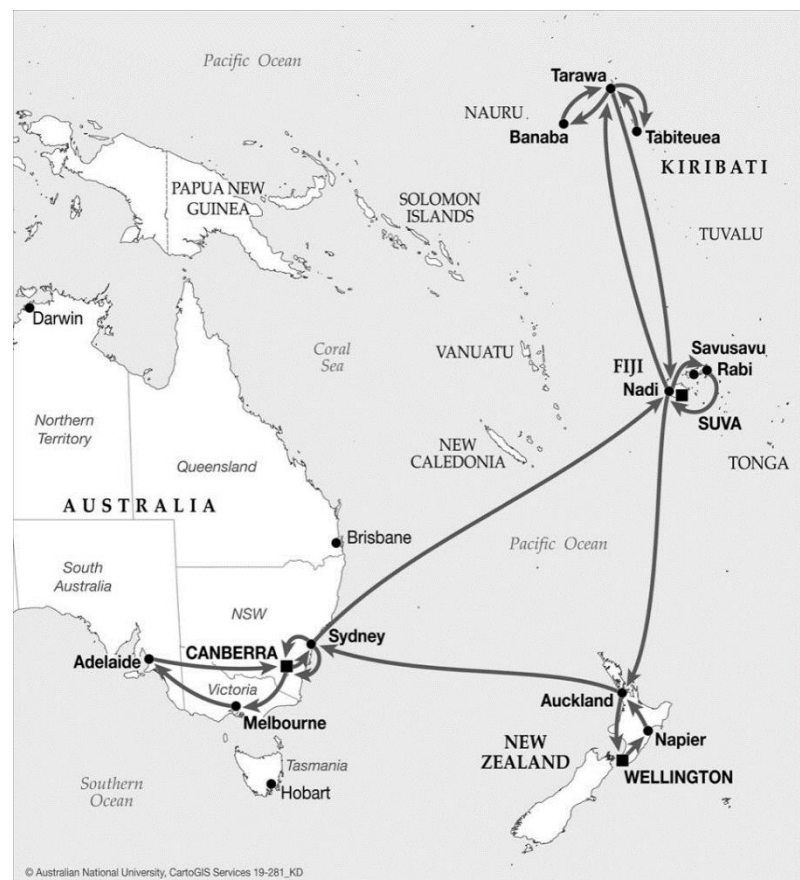 Pacific Ocean
Tarawa
NAURU
Banaba
Tabiteuea
KIRIBATI
PAPUA NEW
GUINEA
SOLOMON
ISLANDS
TUVALU
Darwin
Coral
Sea
VANUATU
FIJI
Savusavu
Rabi
Nadi
SUVA
Northern
Territory
Queensland
NEW
CALEDONIA
TONGA
AUSTRALIA
Brisbane
Pacific Ocean
South
Australia
NSW
Sydney
CANBERRA
Adelaide
Victoria
Melbourne
Auckland
Napier
NEW
ZEALAND
WELLINGTON
Tasmania
Hobart
Southern
Ocean
© Australian National University, CartoGIS Services 19-281_KD